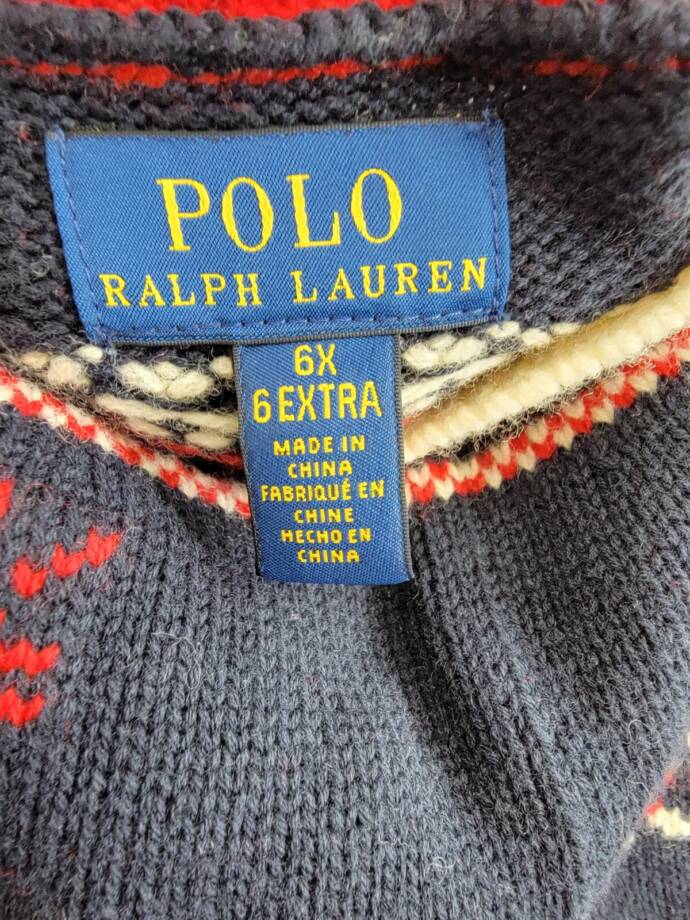 POLO
RALPH LAUREN
6X
6 EXTRA
MADE IN
CHINA
FABRIQUÉ EN
CHINE
HECHO EN
CHINA